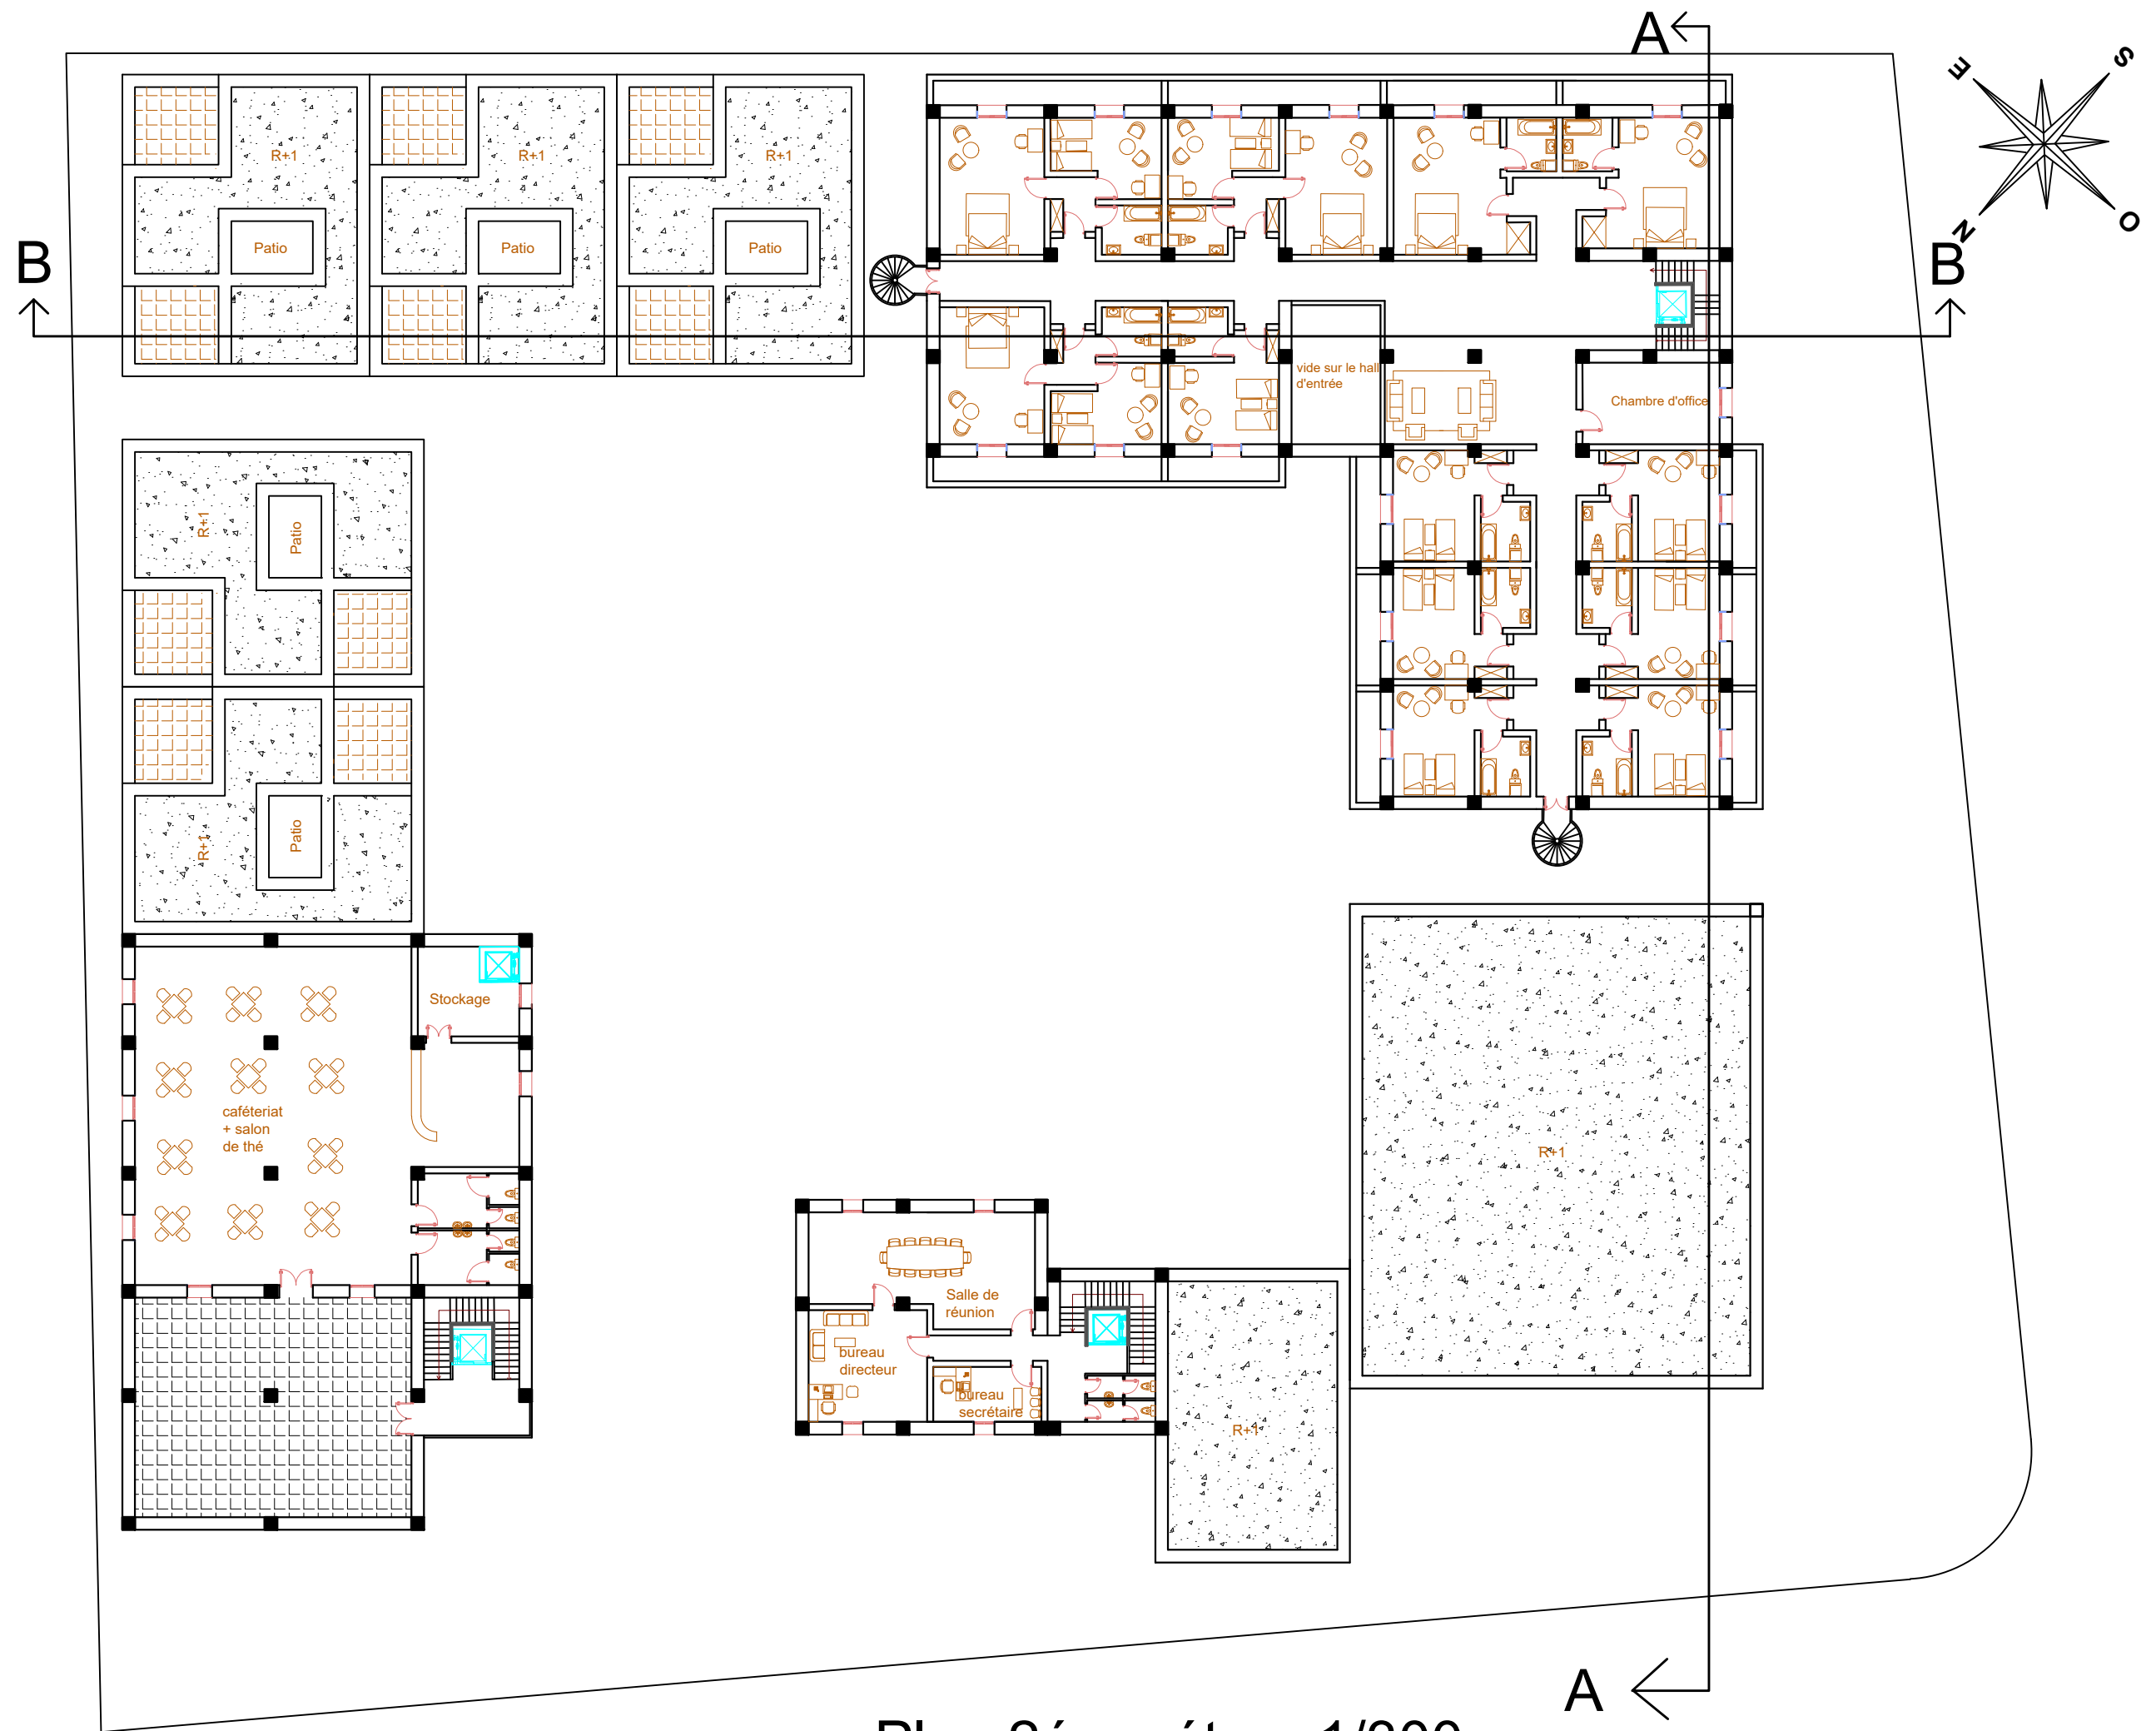 A
E
S
R+1
R+1
R+1
Patio
Patio
Patio
B
N
O
B
vide sur le hall
d'entrée
Chambre d'office
R+1
Patio
R+1
Patio
Stockage
caféteriat
+ salon
de thé
R+1
Salle de
réunion
bureau
directeur
bureau
secrétaire
R+1
A